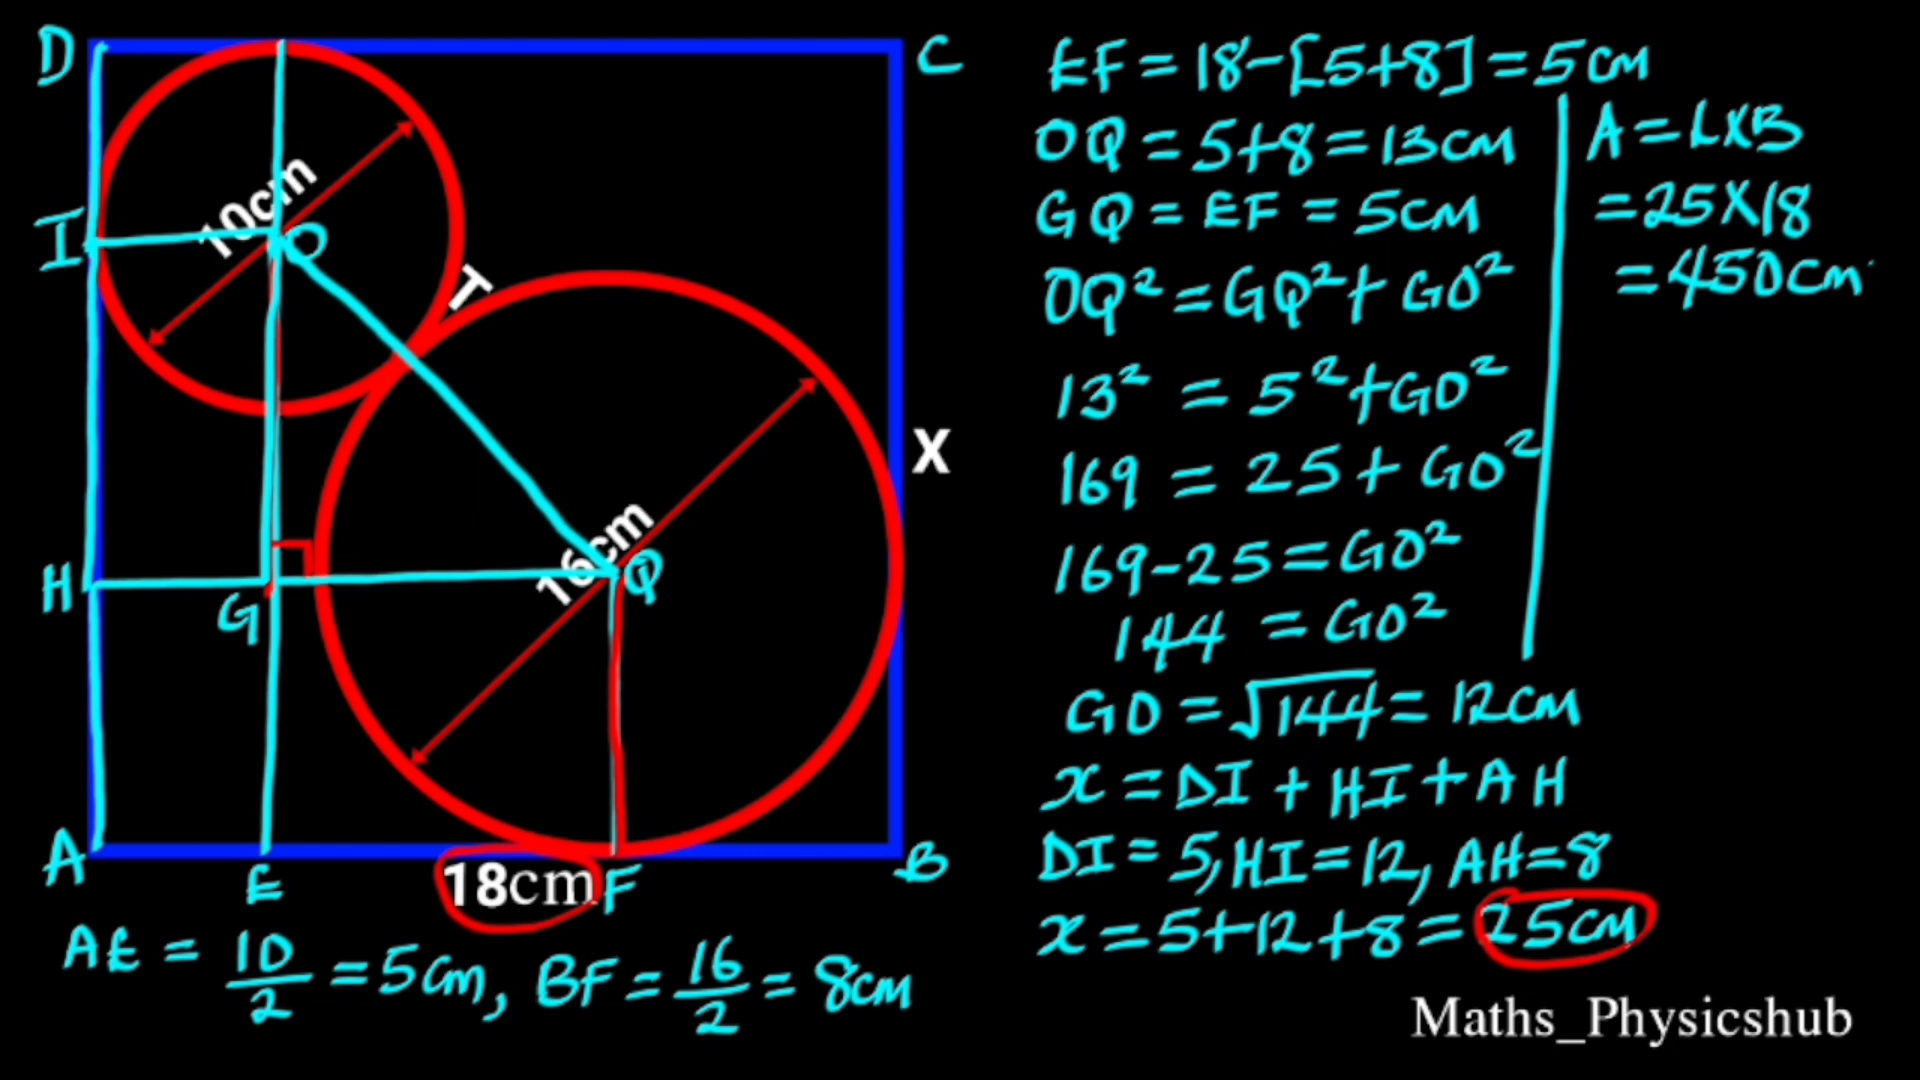 D
C
10cm
I
O
T
X
16cm
H
Q
G
A
E
18cm
F
B
AE = 10/2 = 5cm, BF = 16/2 = 8cm
EF = 18 - [5+8] = 5cm
OQ = 5+8 = 13cm
GQ = EF = 5cm
OQ² = GQ² + GO²
13² = 5² + GO²
169 = 25 + GO²
169 - 25 = GO²
144 = GO²
GO = √144 = 12cm
x = DI + HI + AH
DI = 5, HI = 12, AH = 8
x = 5+12+8 = 25cm
A = L X B
= 25 X 18
= 450cm
Maths_Physicshub